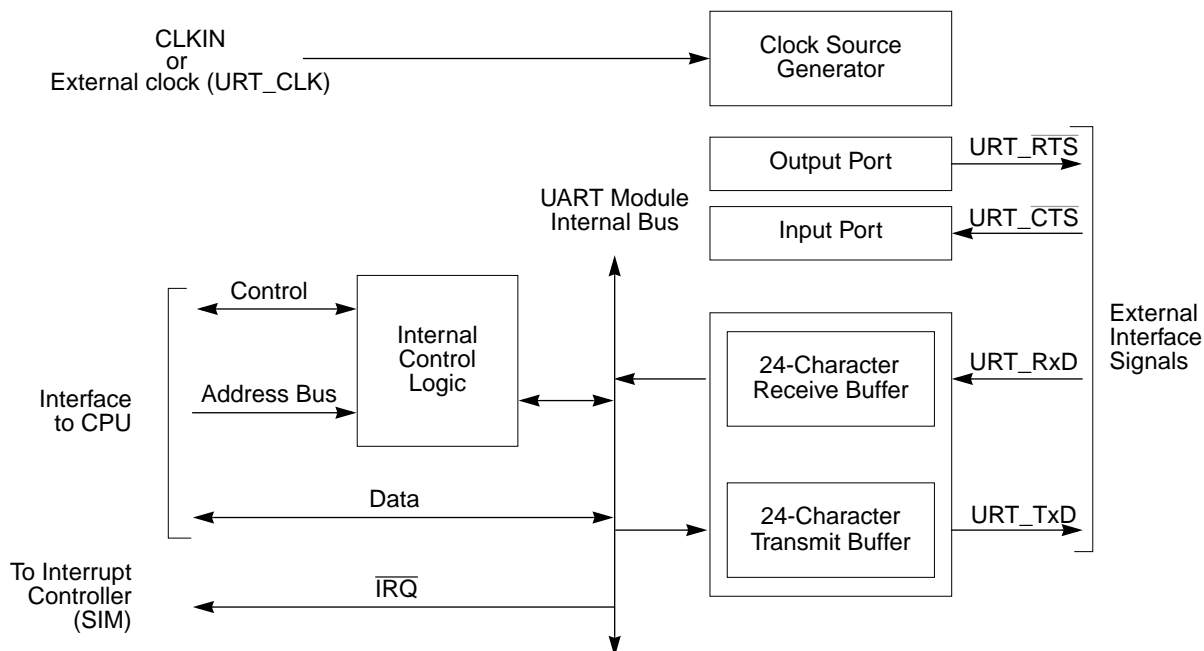 CLKIN
or
External clock (URT_CLK)
Clock Source
Generator
Output Port
URT_RTS
UART Module
Internal Bus
Input Port
URT_CTS
Control
Internal
Control
Logic
Address Bus
Interface
to CPU
24-Character
Receive Buffer
URT_RxD
External
Interface
Signals
Data
24-Character
Transmit Buffer
URT_TxD
To Interrupt
Controller
(SIM)
IRQ